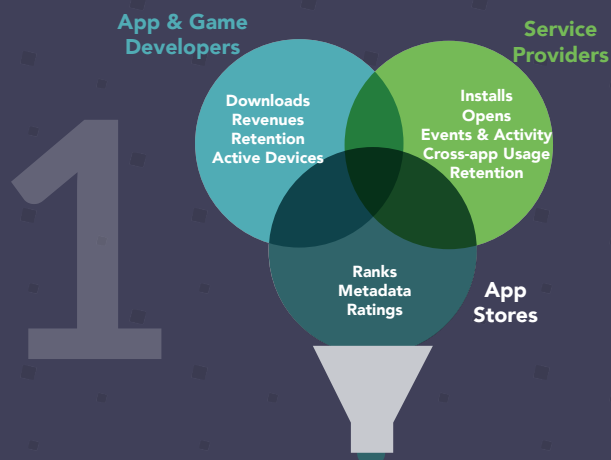 App & Game
Developers
Service
Providers
Downloads
Revenues
Retention
Active Devices
Installs
Opens
Events & Activity
Cross-app Usage
Retention
1
Ranks
Metadata
Ratings
App
Stores